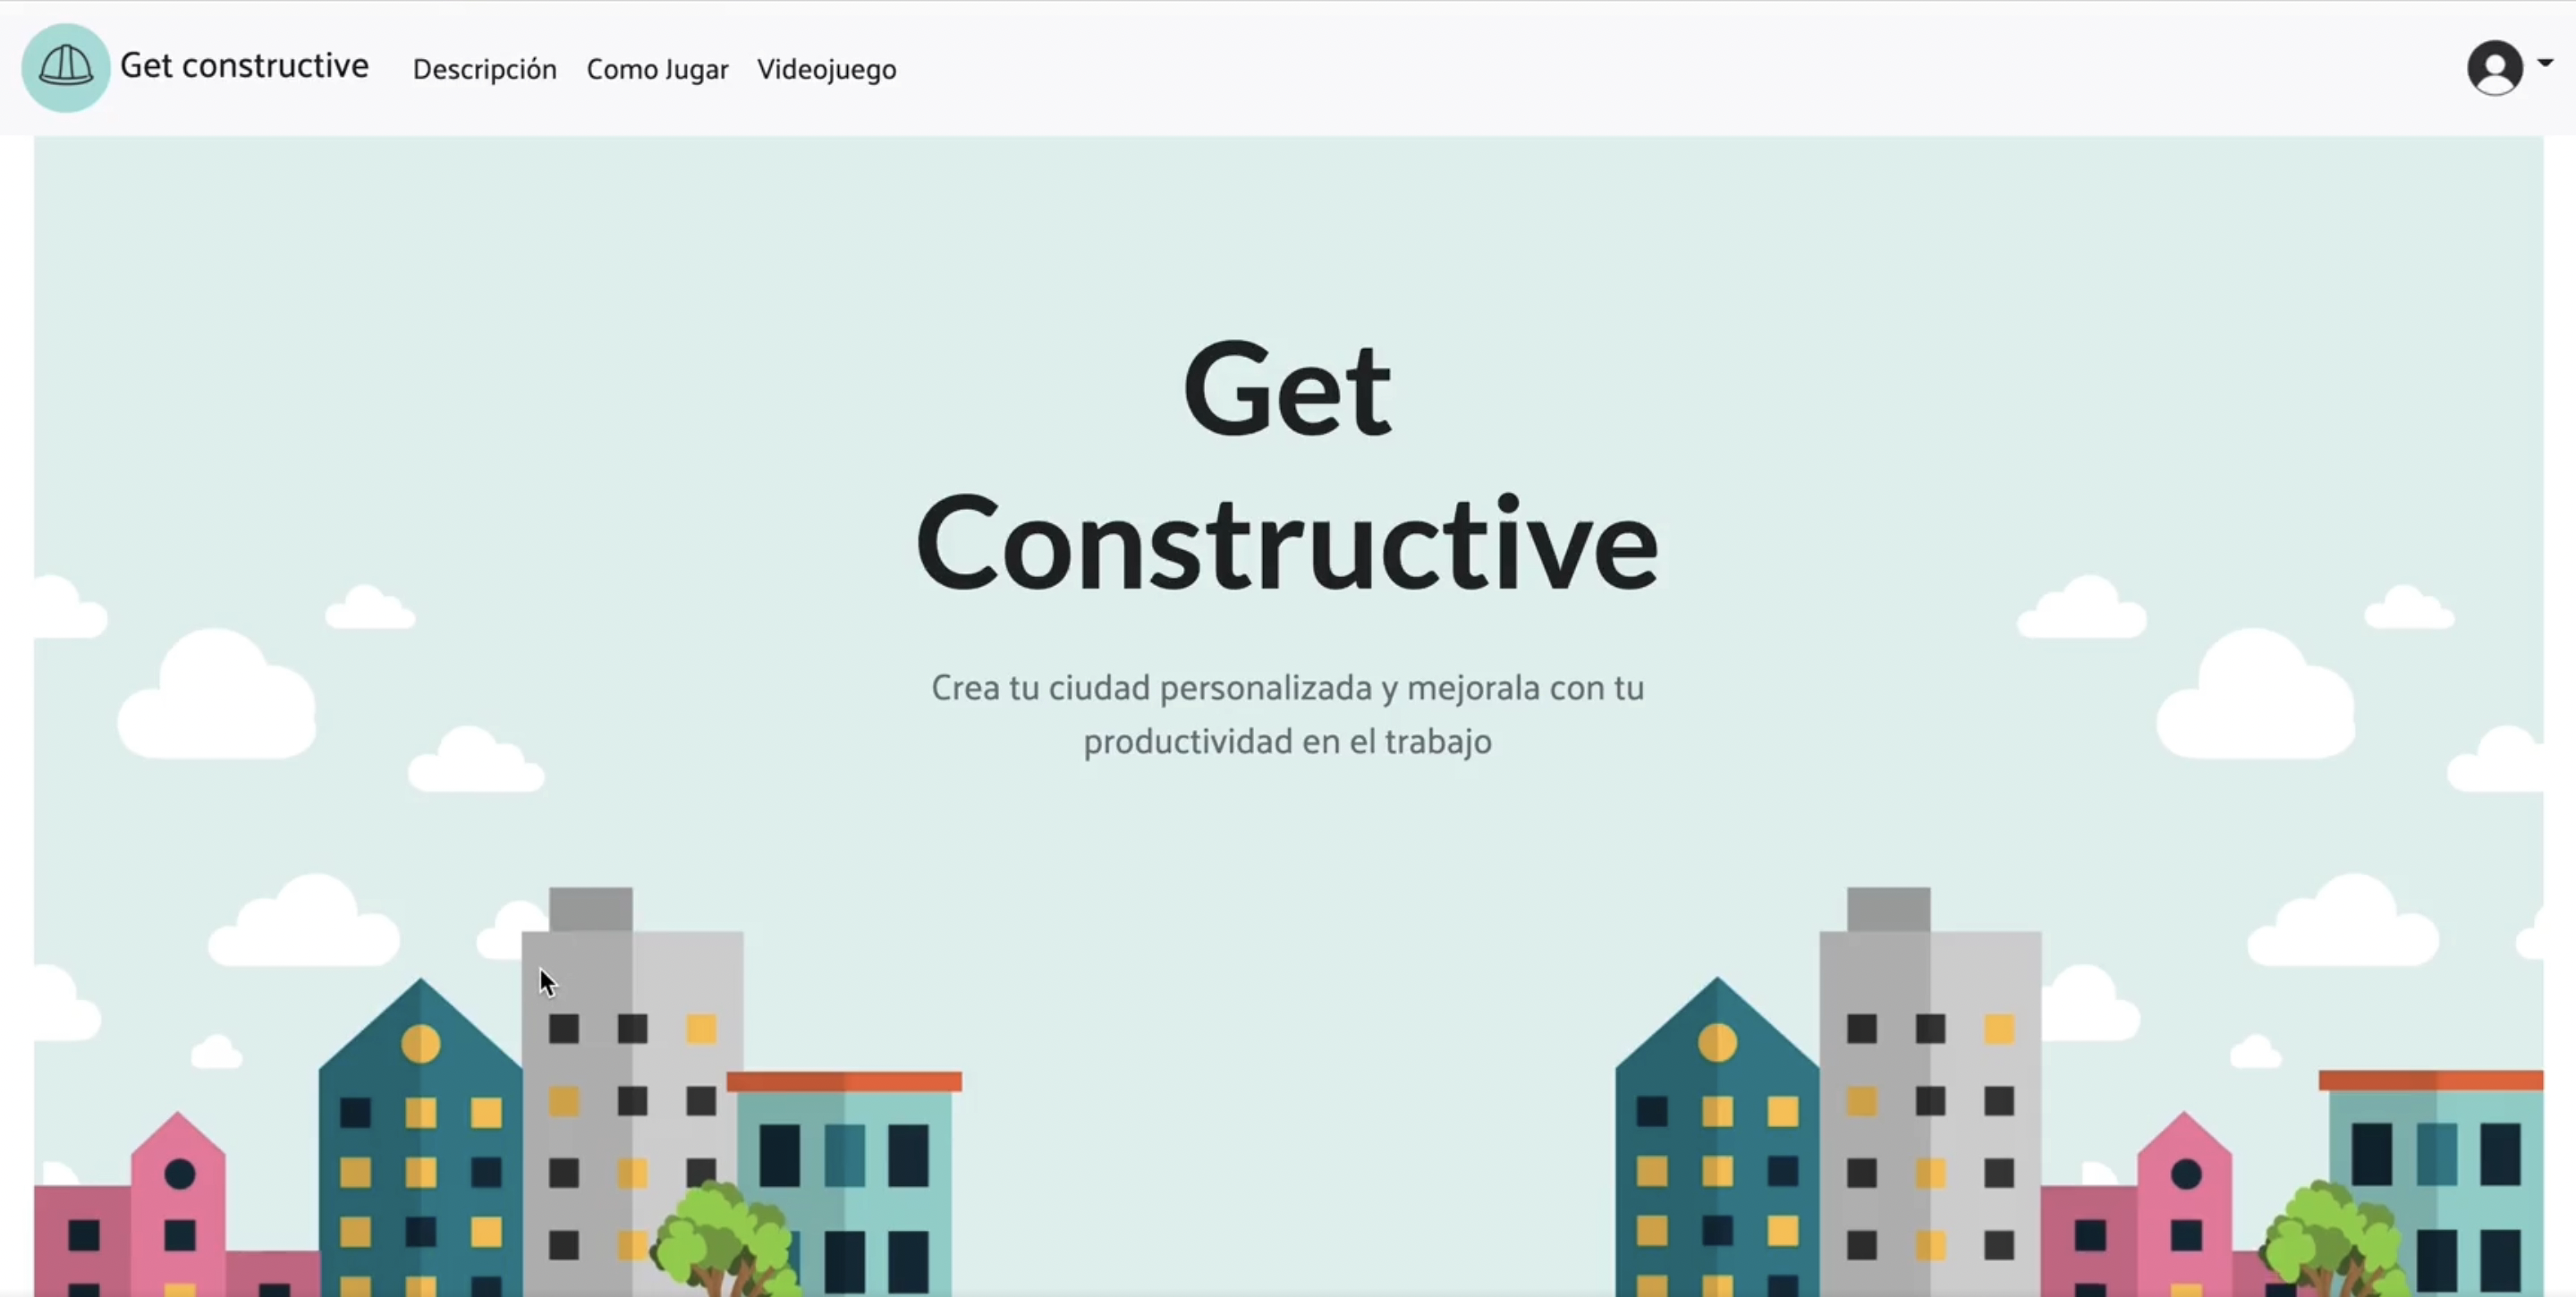 Get constructive
Descripción
Como Jugar
Videojuego
Get
Constructive
Crea tu ciudad personalizada y mejorala con tu
productividad en el trabajo